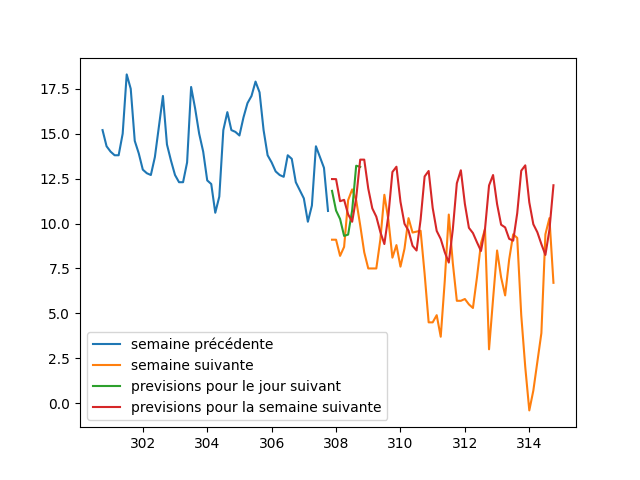 17.5
15.0
12.5
10.0
7.5
5.0
2.5
0.0
semaine précédente
semaine suivante
previsions pour le jour suivant
previsions pour la semaine suivante
302 304 306 308 310 312 314